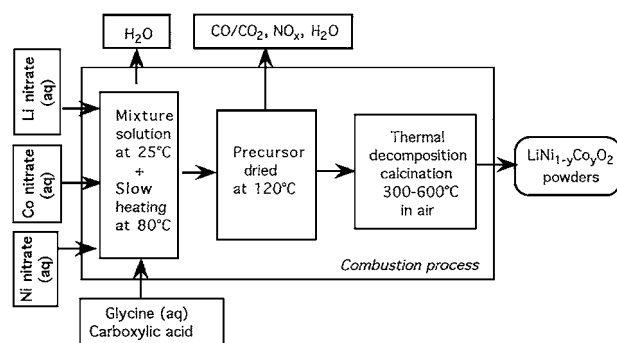 H₂O
CO/CO₂, NOₓ, H₂O
Li nitrate
(aq)
Co nitrate
(aq)
Ni nitrate
(aq)
Mixture
solution
at 25°C
+
Slow
heating
at 80°C
Precursor
dried
at 120°C
Thermal
decomposition
calcination
300-600°C
in air
LiNi₁₋yCoyO₂
powders
Combustion process
Glycine (aq)
Carboxylic acid